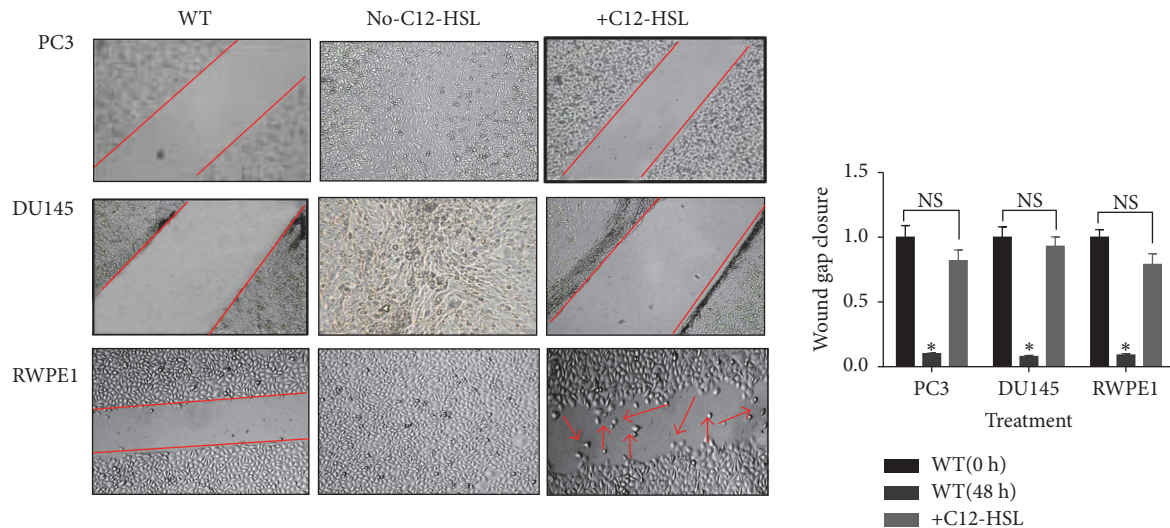 WT
No-C12-HSL
+C12-HSL
PC3
DU145
RWPE1
Wound gap closure
1.5
1.0
0.5
0.0
NS
NS
NS
*
*
*
PC3
DU145
RWPE1
Treatment
WT(0 h)
WT(48 h)
+C12-HSL